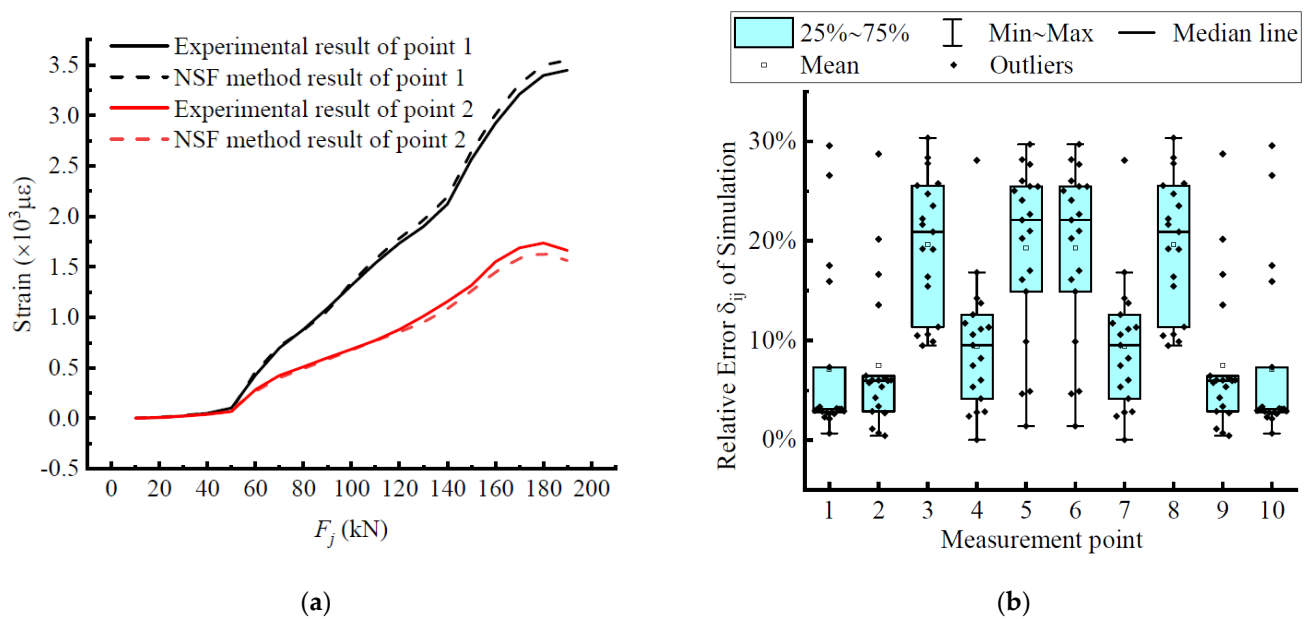 Experimental result of point 1
NSF method result of point 1
Experimental result of point 2
NSF method result of point 2
3.5
3.0
2.5
2.0
1.5
1.0
0.5
0.0
-0.5
Strain (×10³με)
0 20 40 60 80 100 120 140 160 180 200
Fj (kN)
(a)
25%~75% Min~Max Median line
Mean Outliers
30%
20%
10%
0%
Relative Error δij of Simulation
1 2 3 4 5 6 7 8 9 10
Measurement point
(b)